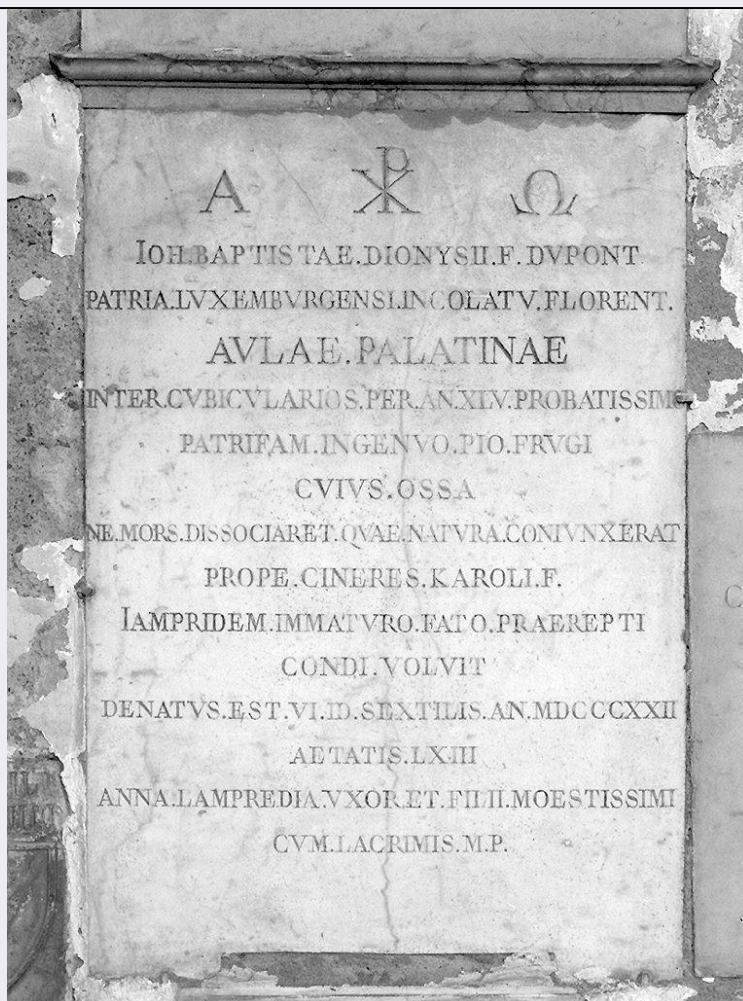 Α ☧ Ω
IOH.BAPTISTAE.DIONYSII.F.DVPONT
PATRIA.LVXEMBVRGENSI.INCOLATV.FLORENT.
AVLAE.PALATINAE
INTER.CVBICVLARIOS.PER.AN.XLV.PROBATISSIMO
PATRIFAM.INGENVO.PIO.FRVGI
CVIVS.OSSA
NE.MORS.DISSOCIARET.QVAE.NATVRA.CONIVNXERAT
PROPE.CINERES.KAROLI.F.
IAMPRIDEM.IMMATVRO.FATO.PRAEREPTI
CONDI.VOLVIT
DENATVS.EST.VI.ID.SEXTILIS.AN.MDCCCXXII
AETATIS.LXIII
ANNA.LAMPREDIA.VXOR.ET.FILII.MOESTISSIMI
CVM.LACRIMIS.M.P.